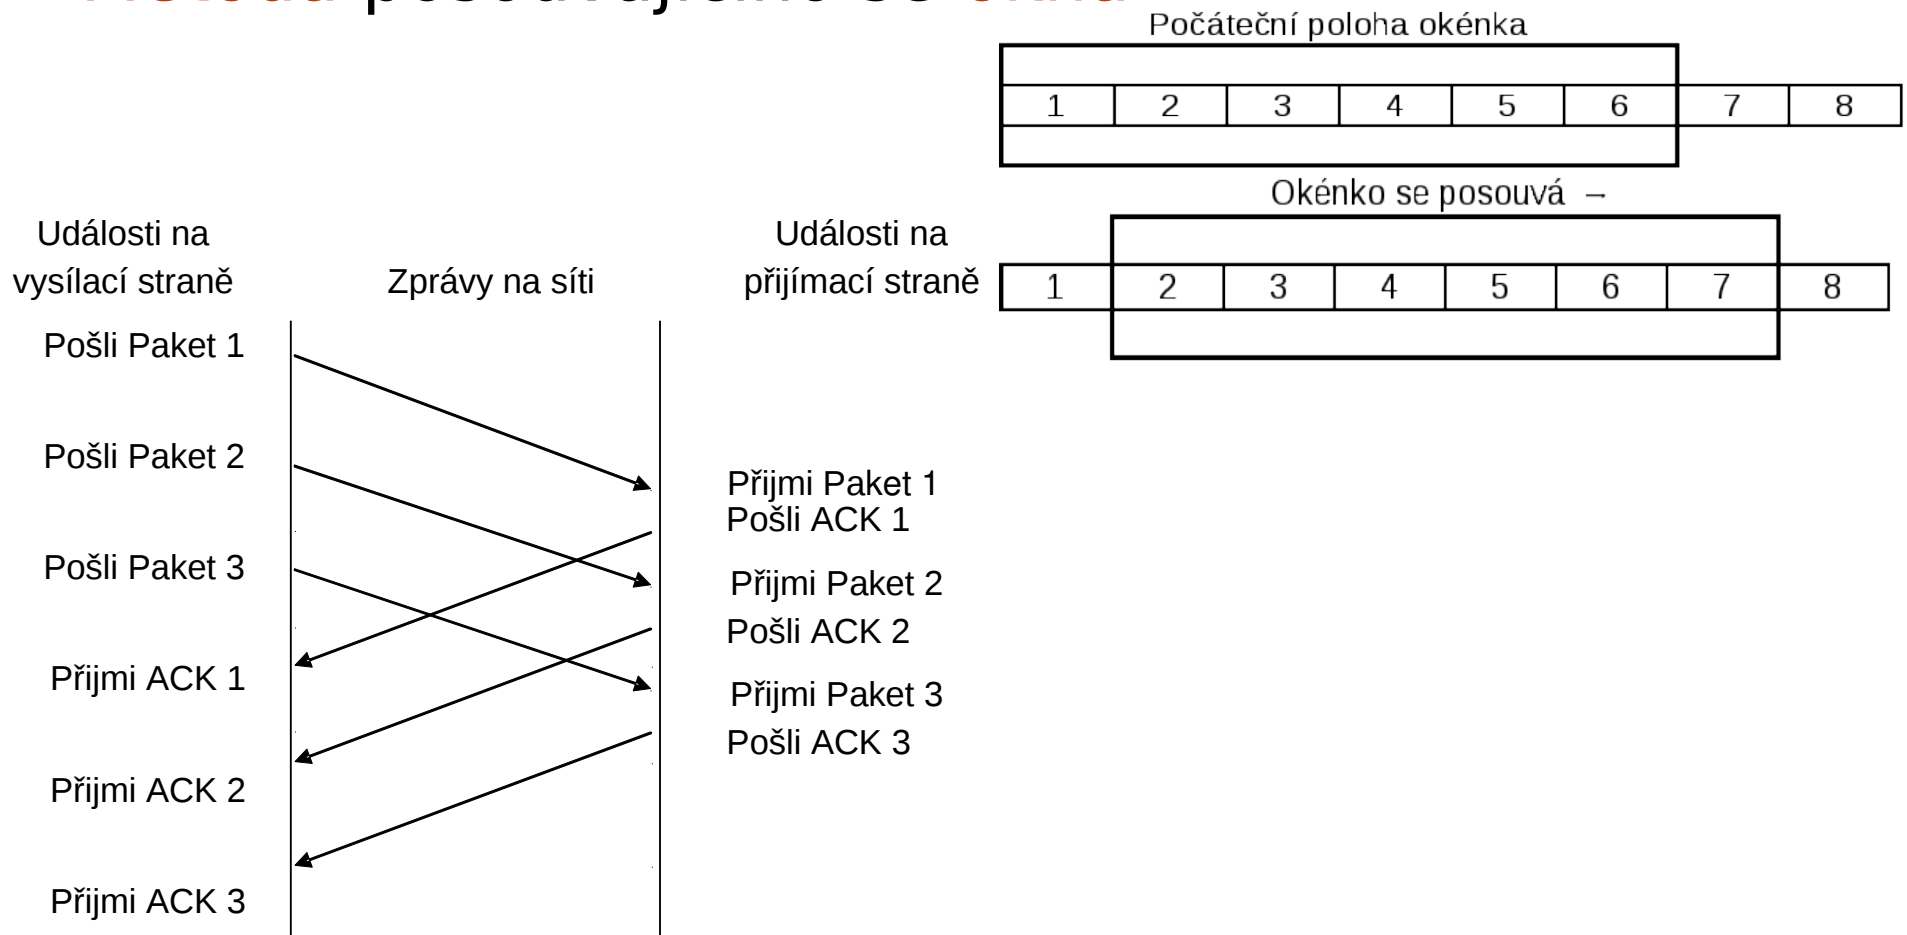 Počáteční poloha okénka
1 2 3 4 5 6 7 8
Okénko se posouvá →
1 2 3 4 5 6 7 8
Události na
vysílací straně
Zprávy na síti
Události na
přijímací straně
Pošli Paket 1
Pošli Paket 2
Pošli Paket 3
Přijmi ACK 1
Přijmi ACK 2
Přijmi ACK 3
Přijmi Paket 1
Pošli ACK 1
Přijmi Paket 2
Pošli ACK 2
Přijmi Paket 3
Pošli ACK 3